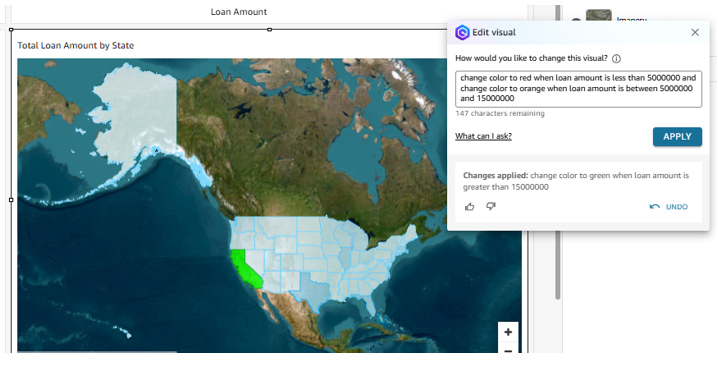 Loan Amount
Imagery
Total Loan Amount by State
Edit visual
How would you like to change this visual?
change color to red when loan amount is less than 5000000 and
change color to orange when loan amount is between 5000000
and 15000000
147 characters remaining
What can I ask?
APPLY
Changes applied: change color to green when loan amount is
greater than 15000000
UNDO
+
−